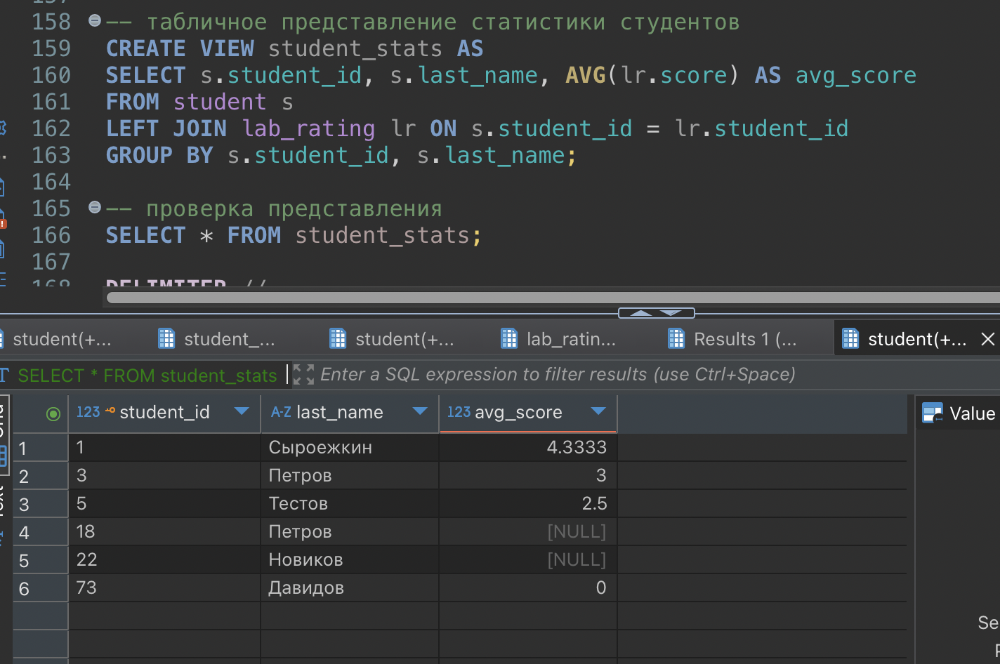 158 -- табличное представление статистики студентов
159 CREATE VIEW student_stats AS
160 SELECT s.student_id, s.last_name, AVG(lr.score) AS avg_score
161 FROM student s
162 LEFT JOIN lab_rating lr ON s.student_id = lr.student_id
163 GROUP BY s.student_id, s.last_name;
164
165 -- проверка представления
166 SELECT * FROM student_stats;
167
168 DELIMITER //
student(+... student_... student(+... lab_ratin... Results 1 (... student(+...
SELECT * FROM student_stats Enter a SQL expression to filter results (use Ctrl+Space)
123 student_id A-Z last_name 123 avg_score Value
1 1 Сыроежкин 4.3333
2 3 Петров 3
3 5 Тестов 2.5
4 18 Петров [NULL]
5 22 Новиков [NULL]
6 73 Давидов 0